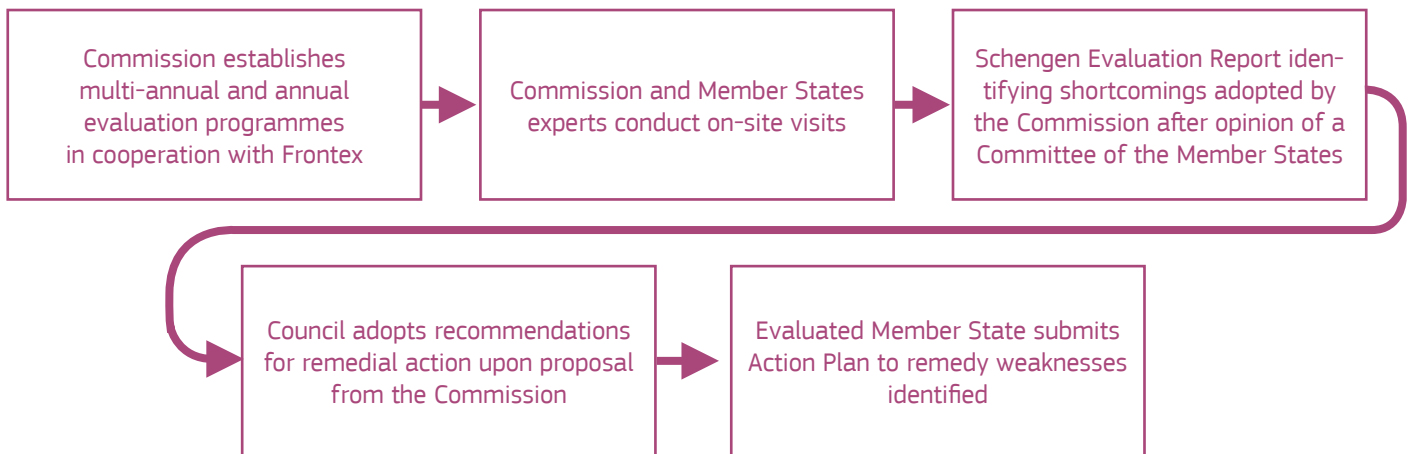 Commission establishes
multi-annual and annual
evaluation programmes
in cooperation with Frontex
Commission and Member States
experts conduct on-site visits
Schengen Evaluation Report iden-
tifying shortcomings adopted by
the Commission after opinion of a
Committee of the Member States
Council adopts recommendations
for remedial action upon proposal
from the Commission
Evaluated Member State submits
Action Plan to remedy weaknesses
identified